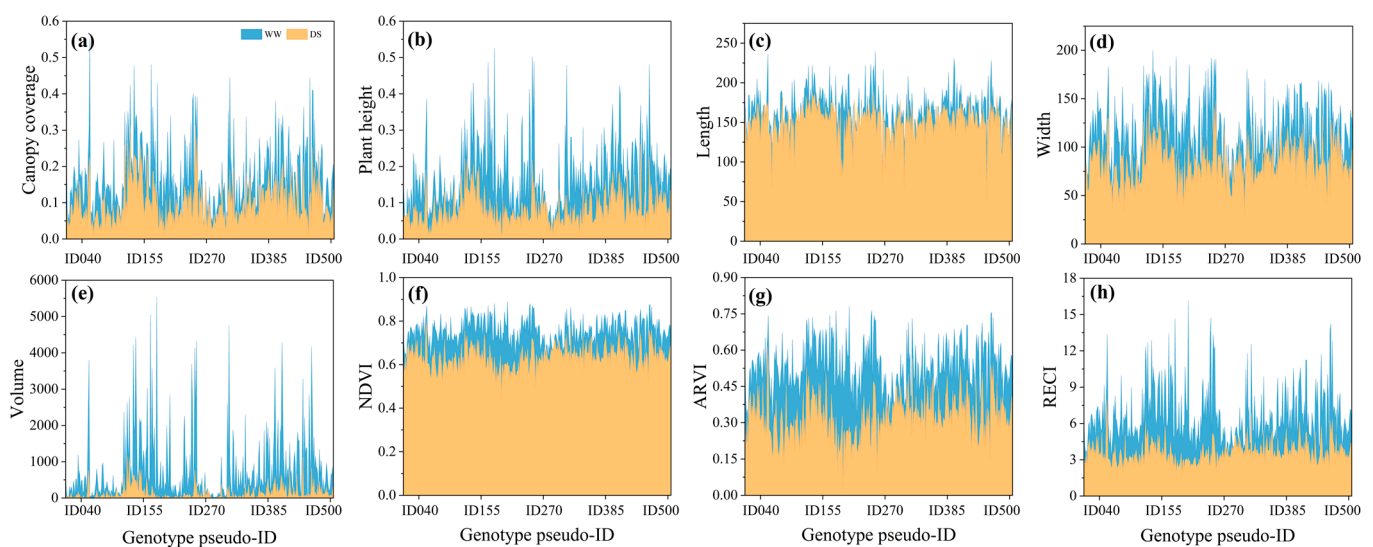 (a)
WW DS
Canopy coverage
0.6
0.5
0.4
0.3
0.2
0.1
0.0
ID040 ID155 ID270 ID385 ID500
(b)
Plant height
0.6
0.5
0.4
0.3
0.2
0.1
0.0
ID040 ID155 ID270 ID385 ID500
(c)
Length
250
200
150
100
50
0
ID040 ID155 ID270 ID385 ID500
(d)
Width
200
150
100
50
0
ID040 ID155 ID270 ID385 ID500
(e)
Volume
6000
5000
4000
3000
2000
1000
0
ID040 ID155 ID270 ID385 ID500
Genotype pseudo-ID
(f)
NDVI
1.0
0.8
0.6
0.4
0.2
0.0
ID040 ID155 ID270 ID385 ID500
Genotype pseudo-ID
(g)
ARVI
0.90
0.75
0.60
0.45
0.30
0.15
0.00
ID040 ID155 ID270 ID385 ID500
Genotype pseudo-ID
(h)
RECI
18
15
12
9
6
3
0
ID040 ID155 ID270 ID385 ID500
Genotype pseudo-ID